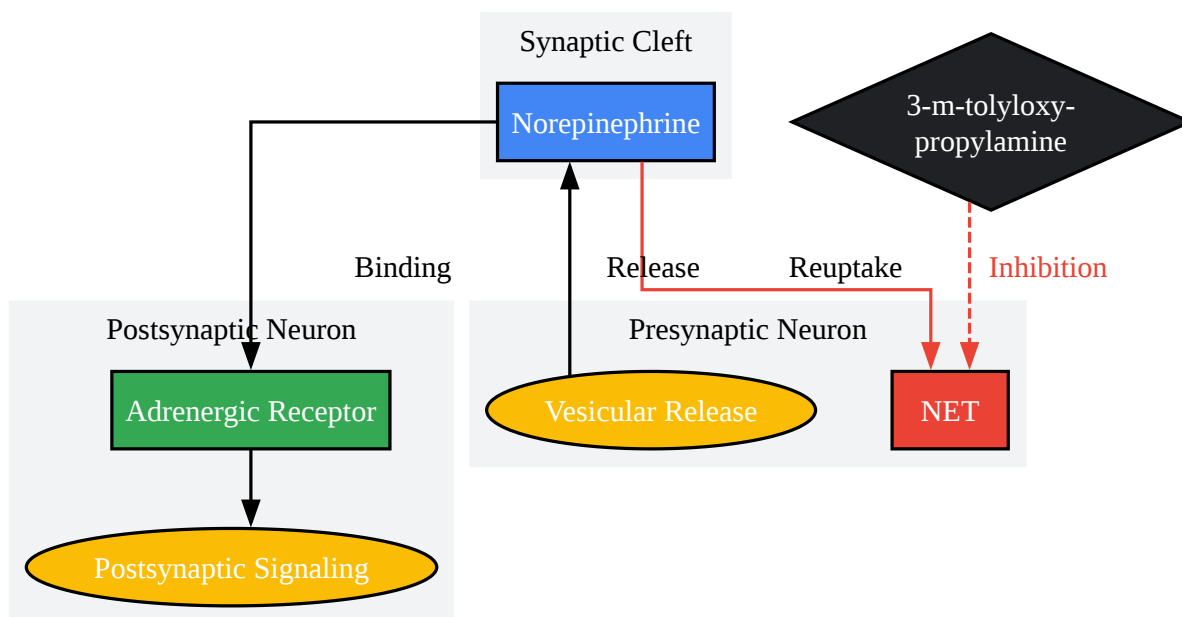 Synaptic Cleft
Norepinephrine
3-m-tolyloxy-
propylamine
Binding
Release
Reuptake
Inhibition
Postsynaptic Neuron
Presynaptic Neuron
Adrenergic Receptor
Vesicular Release
NET
Postsynaptic Signaling